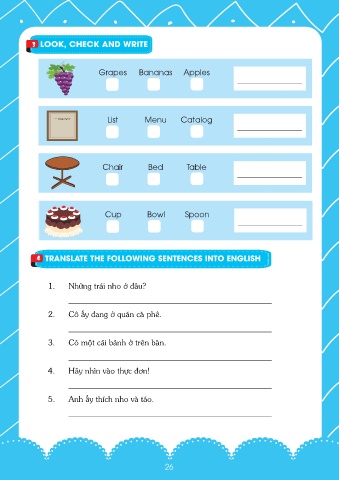 3 LOOK, CHECK AND WRITE
Grapes Bananas Apples
List Menu Catalog
Chair Bed Table
Cup Bowl Spoon
4 TRANSLATE THE FOLLOWING SENTENCES INTO ENGLISH
1. Những trái nho ở đâu?
2. Cô ấy đang ở quán cà phê.
3. Có một cái bánh ở trên bàn.
4. Hãy nhìn vào thực đơn!
5. Anh ấy thích nho và táo.
26